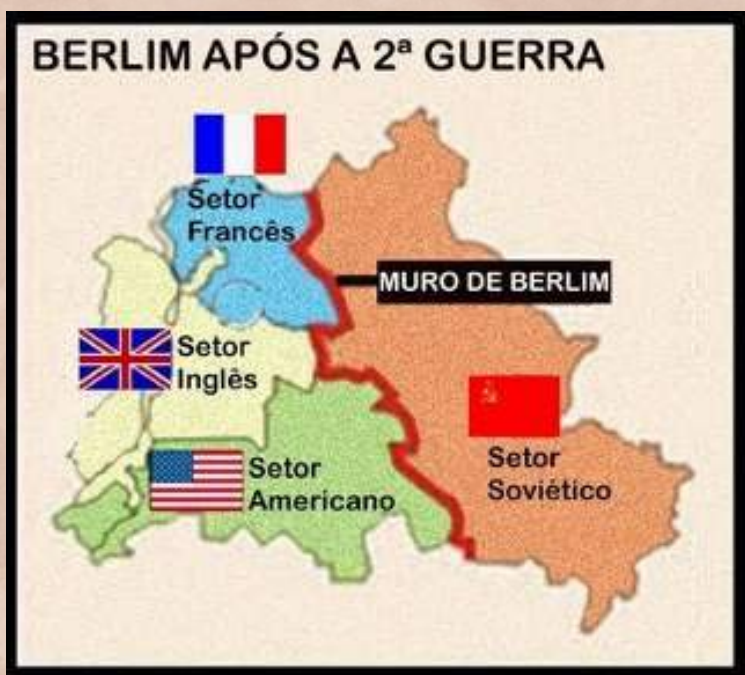 BERLIM APÓS A 2ª GUERRA
Setor
Francês
MURO DE BERLIM
Setor
Inglês
Setor
Americano
Setor
Soviético